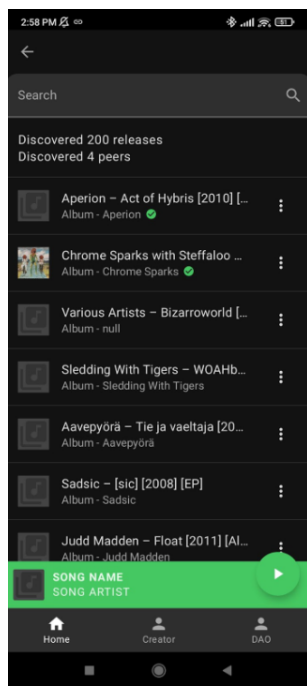 2:58 PM
51
Search
Discovered 200 releases
Discovered 4 peers
Aperion – Act of Hybris [2010] [...
Album - Aperion
Chrome Sparks with Steffaloo ...
Album - Chrome Sparks
Various Artists – Bizarroworld [...
Album - null
Sledding With Tigers – WOAHb...
Album - Sledding With Tigers
Aavepyörä – Tie ja vaeltaja [20...
Album - Aavepyörä
Sadsic – [sic] [2008] [EP]
Album - Sadsic
Judd Madden – Float [2011] [Al...
Album - Judd Madden
SONG NAME
SONG ARTIST
Home Creator DAO